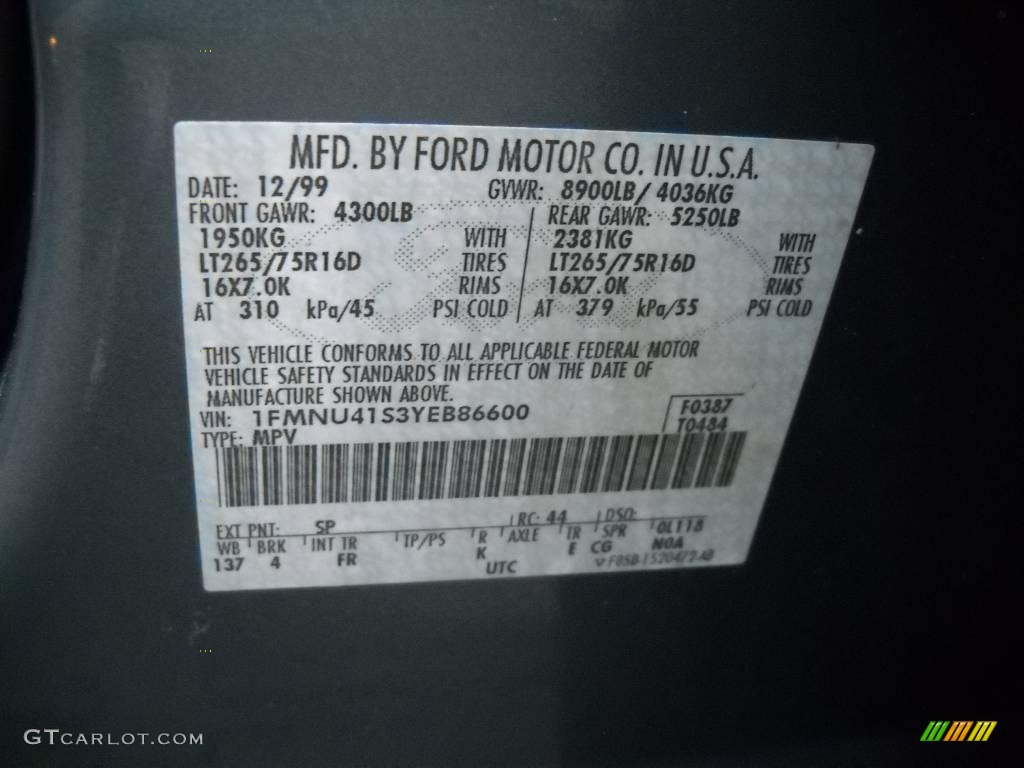 MFD. BY FORD MOTOR CO. IN U.S.A.
DATE: 12/99 GVWR: 8900LB/ 4036KG
FRONT GAWR: 4300LB REAR GAWR: 5250LB
1950KG WITH 2381KG WITH
LT265/75R16D TIRES LT265/75R16D TIRES
16X7.0K RIMS 16X7.0K RIMS
AT 310 kPa/45 PSI COLD AT 379 kPa/55 PSI COLD
THIS VEHICLE CONFORMS TO ALL APPLICABLE FEDERAL MOTOR
VEHICLE SAFETY STANDARDS IN EFFECT ON THE DATE OF
MANUFACTURE SHOWN ABOVE.
VIN: 1FMNU41S3YEB86600 F0387
TYPE: MPV T0484
EXT PNT: SP RC: 44 DSO:
WB BRK INT TR TP/PS R AXLE TR SPR 0L118
137 4 FR K E CG N0A
UTC
GTCARLOT.COM